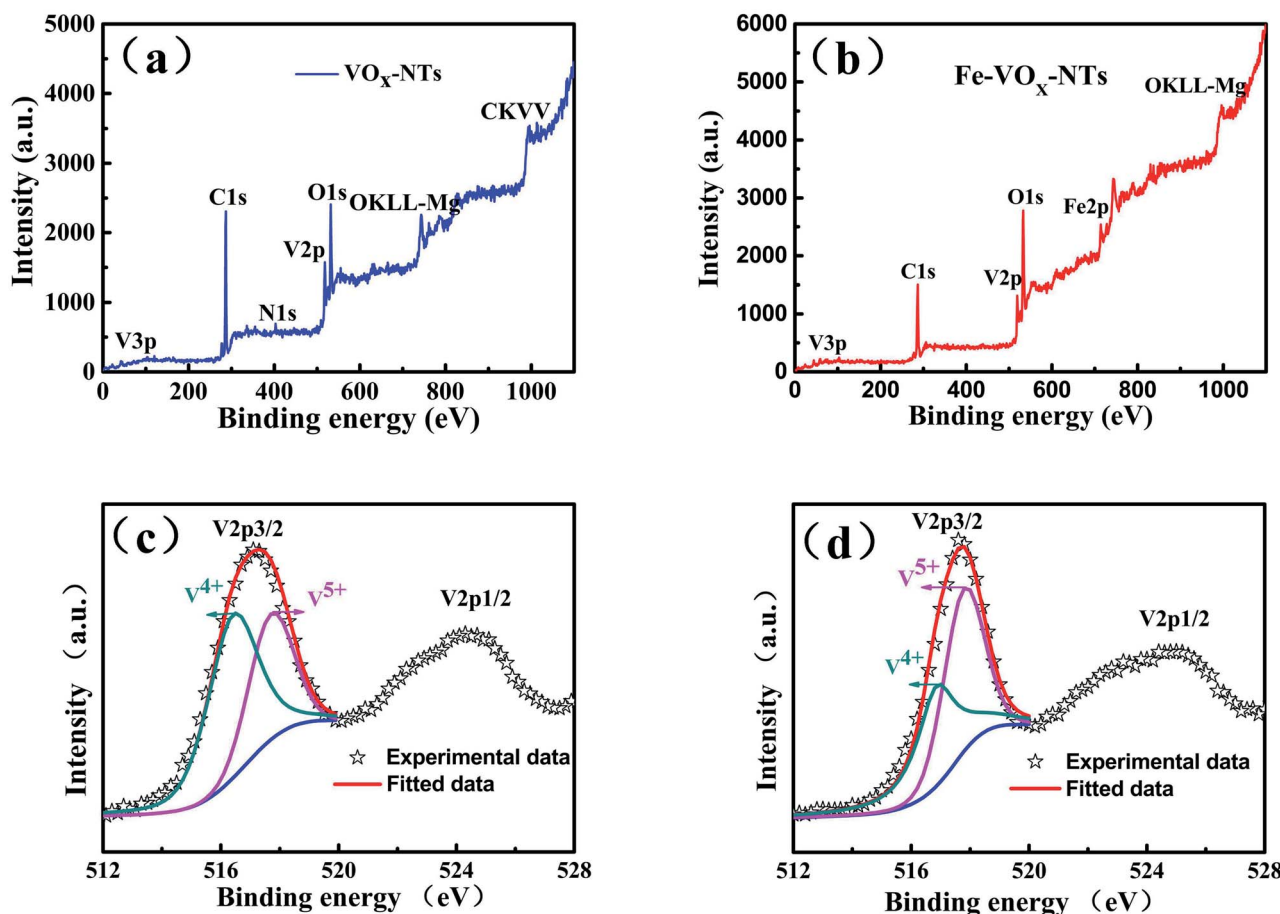 (a)
VOx-NTs
5000
4000
3000
2000
1000
0
Intensity (a.u.)
V3p
C1s
N1s
V2p
O1s
OKLL-Mg
CKVV
0 200 400 600 800 1000
Binding energy (eV)
(b)
Fe-VOx-NTs
6000
5000
4000
3000
2000
1000
0
Intensity (a.u.)
V3p
C1s
V2p
O1s
Fe2p
OKLL-Mg
0 200 400 600 800 1000
Binding energy (eV)
(c)
V2p3/2
V4+
V5+
V2p1/2
Intensity (a.u.)
Experimental data
Fitted data
512 516 520 524 528
Binding energy (eV)
(d)
V2p3/2
V5+
V4+
V2p1/2
Intensity (a.u.)
Experimental data
Fitted data
512 516 520 524 528
Binding energy (eV)